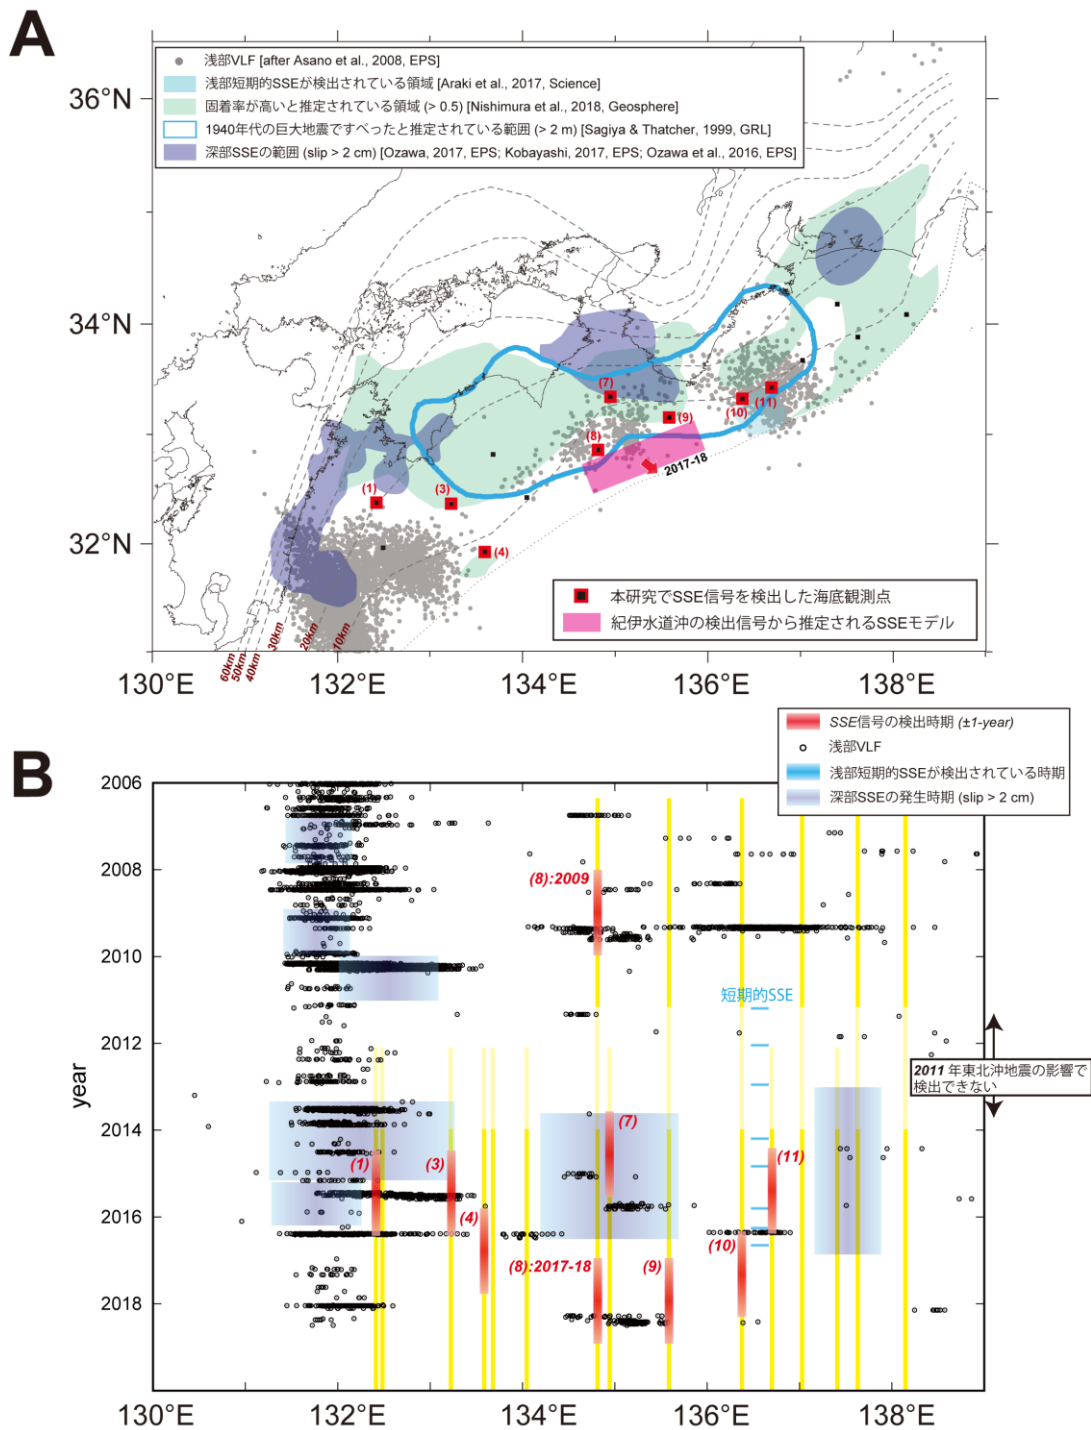 A
浅部VLF [after Asano et al., 2008, EPS]
浅部短期的SSEが検出されている領域 [Araki et al., 2017, Science]
固着率が高いと推定されている領域 (> 0.5) [Nishimura et al., 2018, Geosphere]
1940年代の巨大地震ですべったと推定されている範囲 (> 2 m) [Sagiya & Thatcher, 1999, GRL]
深部SSEの範囲 (slip > 2 cm) [Ozawa, 2017, EPS; Kobayashi, 2017, EPS; Ozawa et al., 2016, EPS]
36°N
34°N
32°N
(7)
(9)
(10)
(11)
(8)
2017-18
(1)
(3)
(4)
60km
50km
40km
30km
20km
10km
本研究でSSE信号を検出した海底観測点
紀伊水道沖の検出信号から推定されるSSEモデル
130°E
132°E
134°E
136°E
138°E
SSE信号の検出時期 (±1-year)
浅部VLF
浅部短期的SSEが検出されている時期
深部SSEの発生時期 (slip > 2 cm)
B
year
2006
2008
2010
2012
2014
2016
2018
(8):2009
短期的SSE
2011 年東北沖地震の影響で
検出できない
(7)
(1)
(3)
(11)
(4)
(10)
(8):2017-18
(9)
130°E
132°E
134°E
136°E
138°E